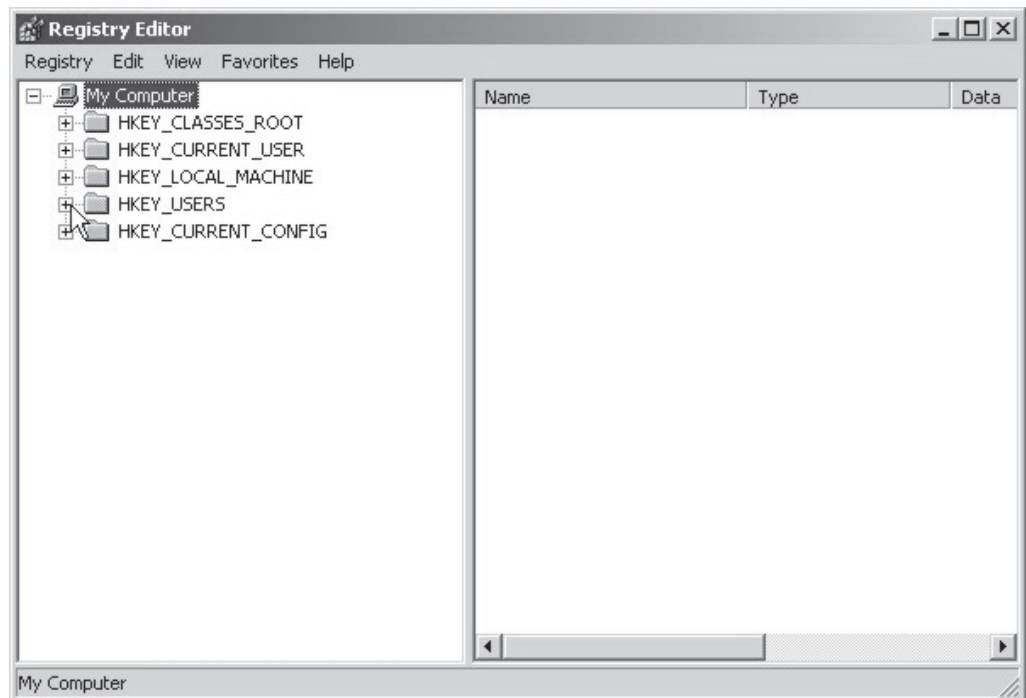 Registry Editor
Registry Edit View Favorites Help
My Computer
HKEY_CLASSES_ROOT
HKEY_CURRENT_USER
HKEY_LOCAL_MACHINE
HKEY_USERS
HKEY_CURRENT_CONFIG
Name Type Data
My Computer